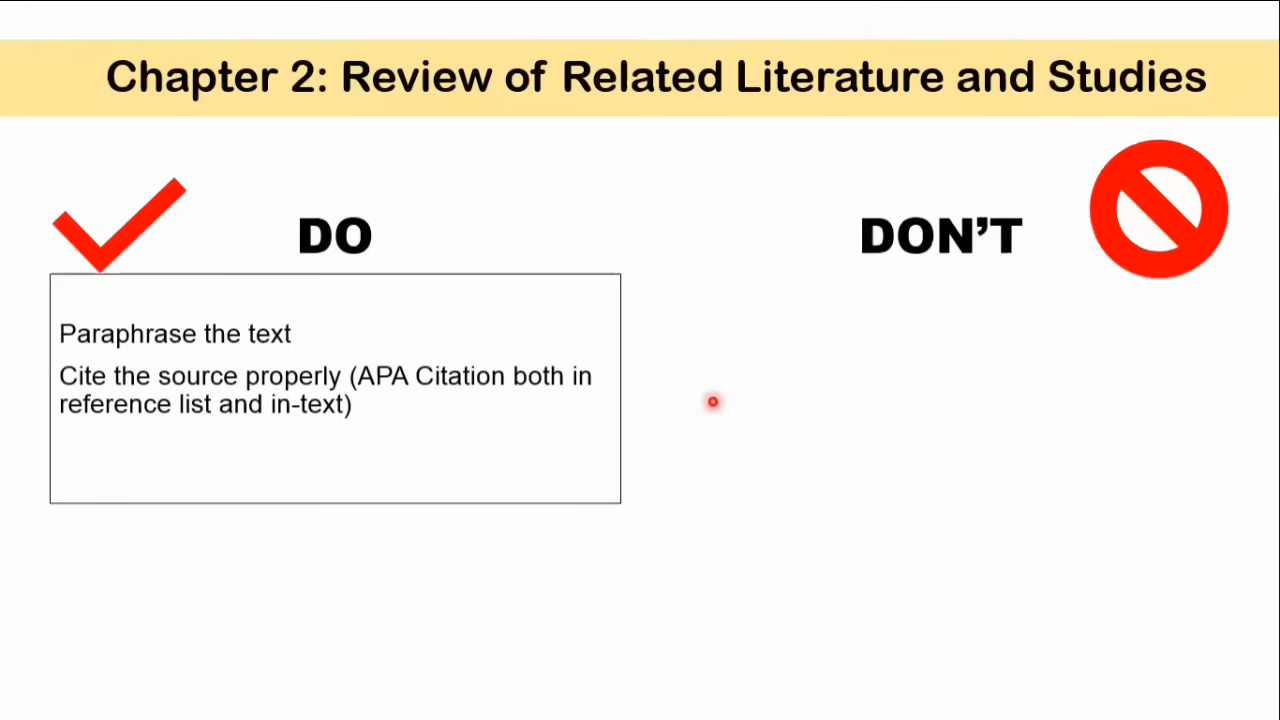 Chapter 2: Review of Related Literature and Studies
DO
DON’T
Paraphrase the text
Cite the source properly (APA Citation both in
reference list and in-text)